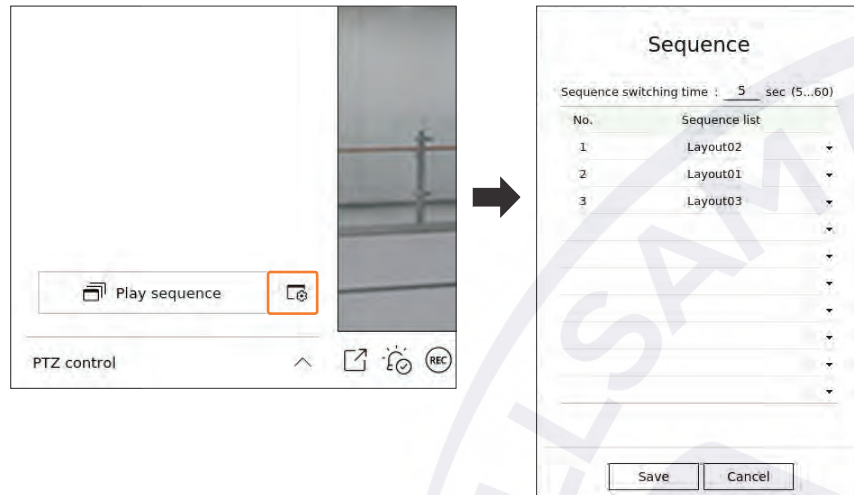 Play sequence
PTZ control
REC
Sequence
Sequence switching time : 5 sec (5...60)
No. Sequence list
1 Layout02
2 Layout01
3 Layout03
Save Cancel